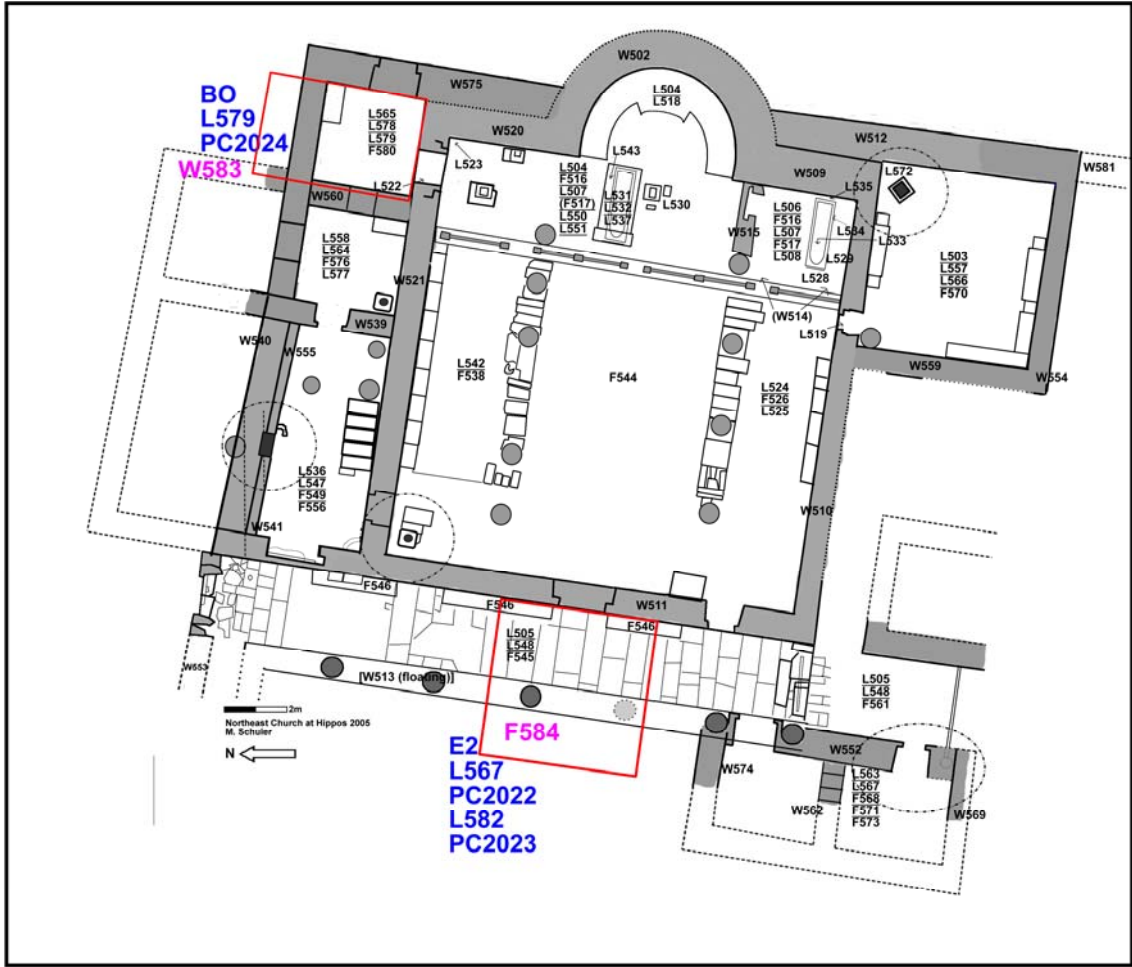 W502
W575
L504
L518
BO
L579
PC2024
W583
L565
L578
L579
F580
W520
W512
W581
L523
L543
L504
F516
L507
(F517)
L550
L551
L531
L532
L537
L530
W509
L572
L535
L522
W560
W515
L506
F516
L507
F517
L508
L534
L533
L529
L528
L503
L557
L566
F570
L558
L564
F576
L577
W521
(W514)
L519
W539
W540
W555
L542
F538
F544
L524
F526
L525
W559
W554
L536
L547
F549
F556
W541
W510
F546
F546
W511
F546
L505
L548
F545
W553
[W513 (floating)]
L505
L548
F561
2m
Northeast Church at Hippos 2005
M. Schuler
N
F584
E2
L567
PC2022
L582
PC2023
W574
W552
W562
L563
L567
F568
F571
F573
W569